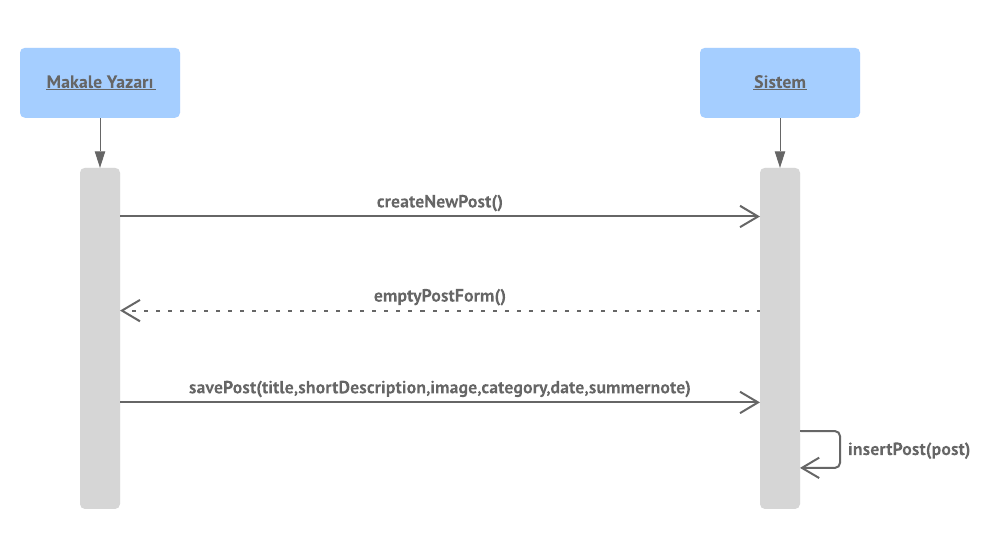 Makale Yazarı
Sistem
createNewPost()
emptyPostForm()
savePost(title,shortDescription,image,category,date,summernote)
insertPost(post)